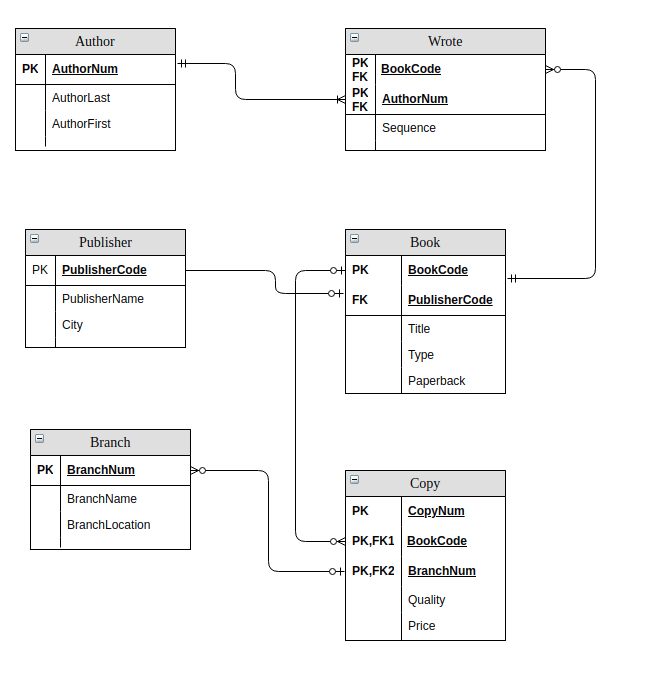 Author
PK AuthorNum
AuthorLast
AuthorFirst
Wrote
PK
FK BookCode
PK
FK AuthorNum
Sequence
Publisher
PK PublisherCode
PublisherName
City
Book
PK BookCode
FK PublisherCode
Title
Type
Paperback
Branch
PK BranchNum
BranchName
BranchLocation
Copy
PK CopyNum
PK,FK1 BookCode
PK,FK2 BranchNum
Quality
Price